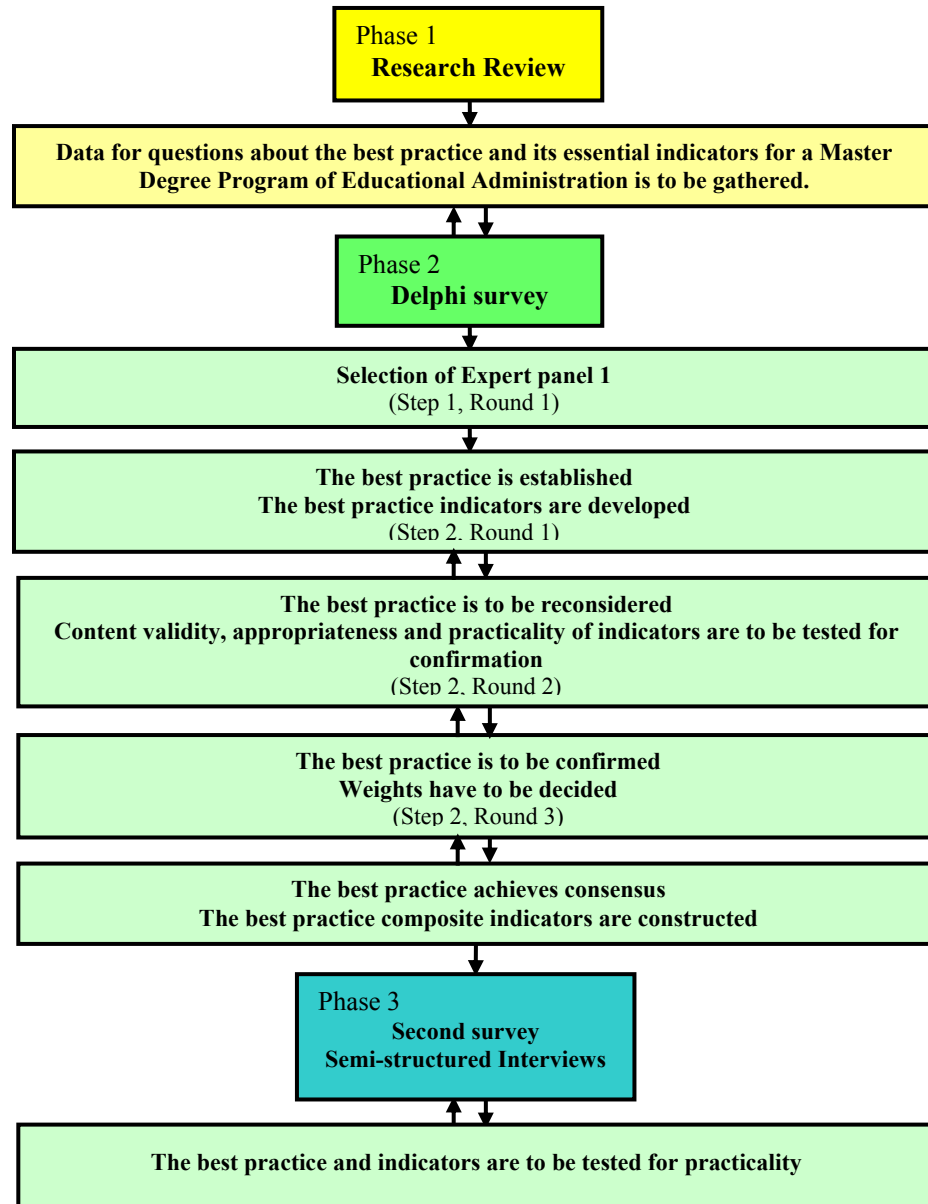 Phase 1
Research Review
Data for questions about the best practice and its essential indicators for a Master
Degree Program of Educational Administration is to be gathered.
Phase 2
Delphi survey
Selection of Expert panel 1
(Step 1, Round 1)
The best practice is established
The best practice indicators are developed
(Step 2, Round 1)
The best practice is to be reconsidered
Content validity, appropriateness and practicality of indicators are to be tested for
confirmation
(Step 2, Round 2)
The best practice is to be confirmed
Weights have to be decided
(Step 2, Round 3)
The best practice achieves consensus
The best practice composite indicators are constructed
Phase 3
Second survey
Semi-structured Interviews
The best practice and indicators are to be tested for practicality